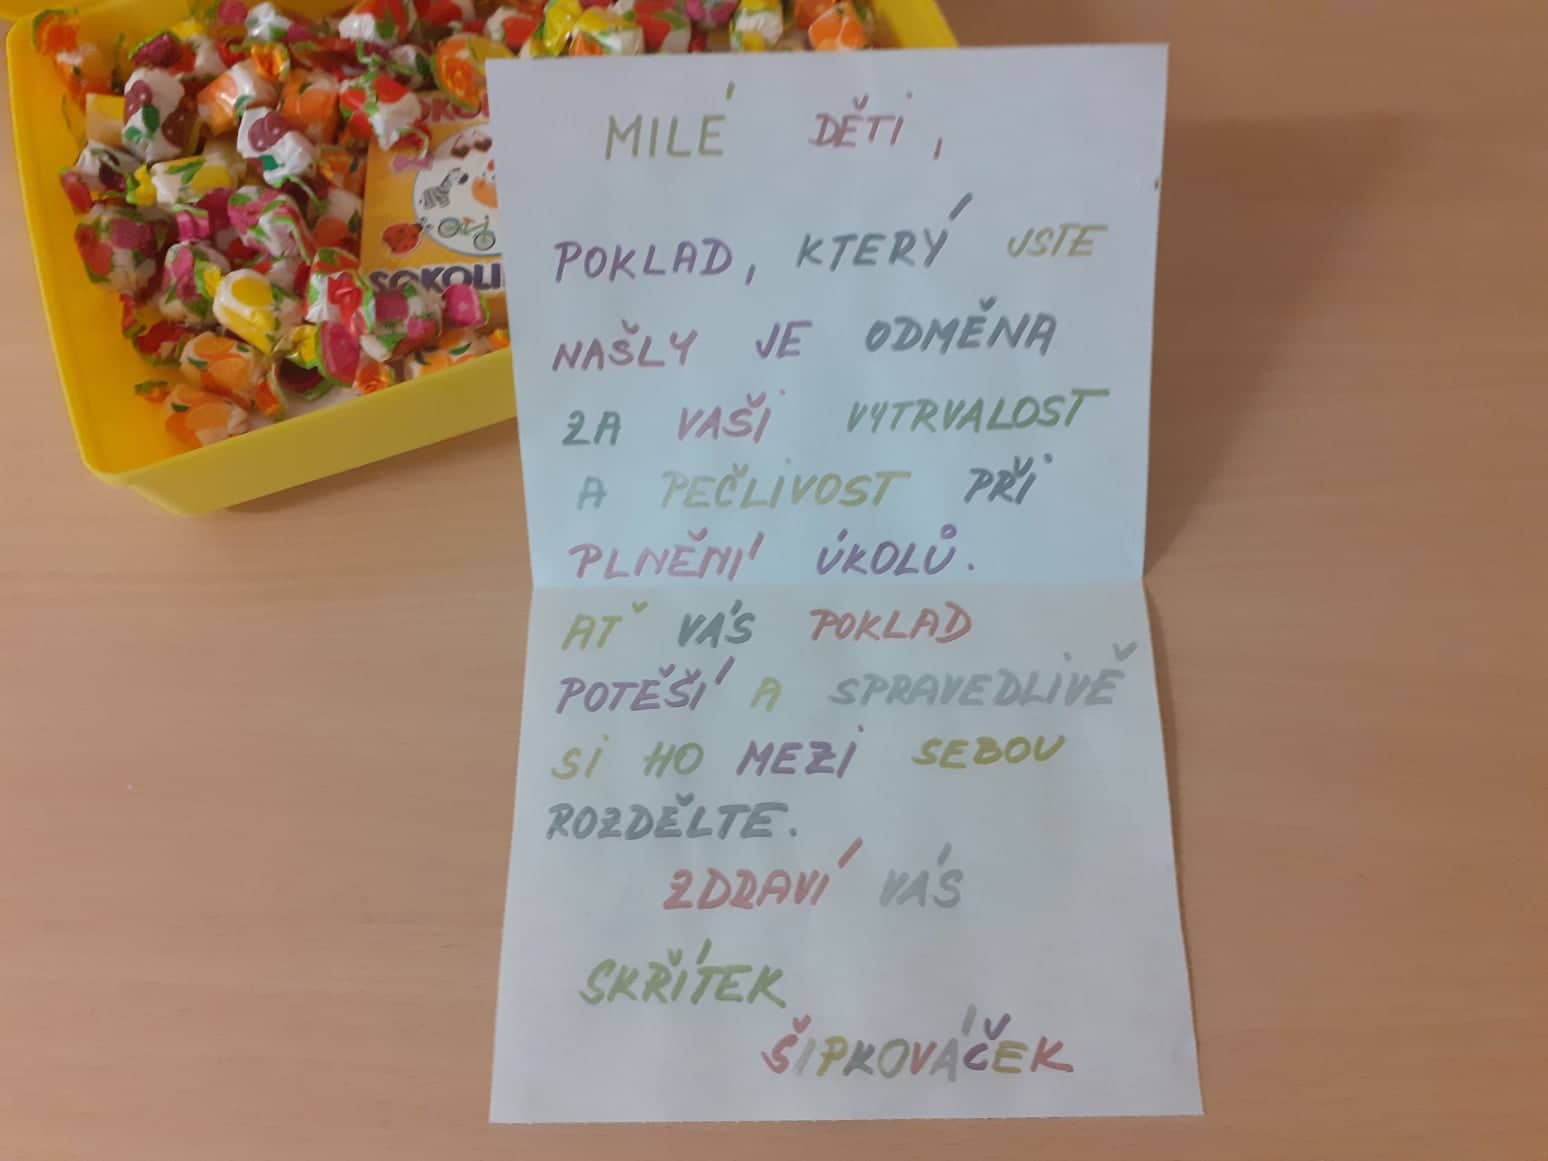 MILÉ DĚTI,
POKLAD, KTERÝ JSTE
NAŠLY JE ODMĚNA
ZA VAŠI VYTRVALOST
A PEČLIVOST PŘI
PLNĚNÍ ÚKOLŮ.
AŤ VÁS POKLAD
POTĚŠÍ A SPRAVEDLIVĚ
SI HO MEZI SEBOU
ROZDĚLTE.
ZDRAVÍ VÁS
SKŘÍTEK
ŠIPKOVÁČEK